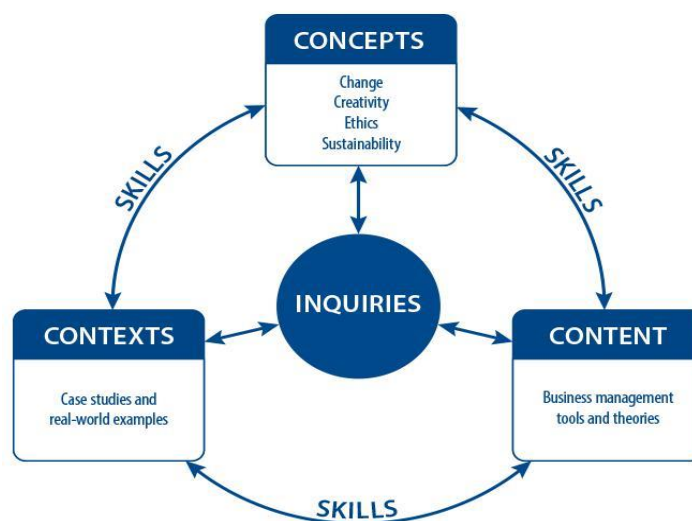 CONCEPTS
Change
Creativity
Ethics
Sustainability
SKILLS
SKILLS
INQUIRIES
CONTEXTS
Case studies and
real-world examples
CONTENT
Business management
tools and theories
SKILLS